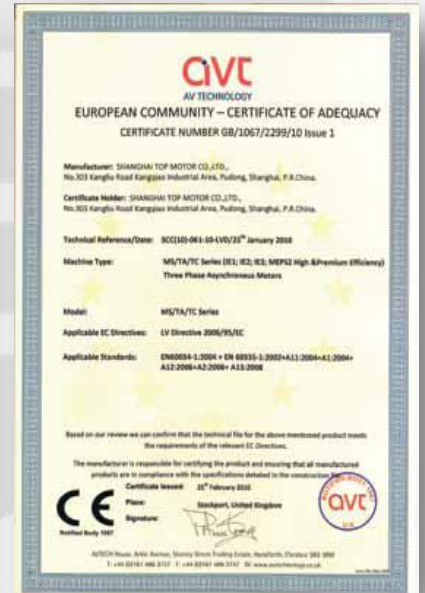 avt
AV TECHNOLOGY
EUROPEAN COMMUNITY – CERTIFICATE OF ADEQUACY
CERTIFICATE NUMBER GB/1067/2299/10 Issue 1
Manufacturer: SHANGHAI TOP MOTOR CO.,LTD.,
No.303 Kangliu Road Kangqiao Industrial Area, Pudong, Shanghai, P.R.China.
Certificate Holder: SHANGHAI TOP MOTOR CO.,LTD.,
No.303 Kangliu Road Kangqiao Industrial Area, Pudong, Shanghai, P.R.China.
Technical Reference/Date: SCC(10)-061-10-LVD/25th January 2010
Machine Type: MS/TA/TC Series (IE1; IE2; IE3; MEPS2 High &Premium Efficiency)
Three Phase Asynchronous Motors
Model: MS/TA/TC Series
Applicable EC Directives: LV Directive 2006/95/EC
Applicable Standards: EN60034-1:2004 + EN 60335-1:2002+A11:2004+A1:2004+
A12:2006+A2:2006+ A13:2008
Based on our review we can confirm that the technical file for the above mentioned product meets
the requirements of the relevant EC Directives.
The manufacturer is responsible for certifying the product and ensuring that all manufactured
products are in compliance with the specifications detailed in the construction file.
Certificate Issued: 25th February 2010
Place: Stockport, United Kingdom
Signature:
CE
Notified Body 1067
avt
U.K.